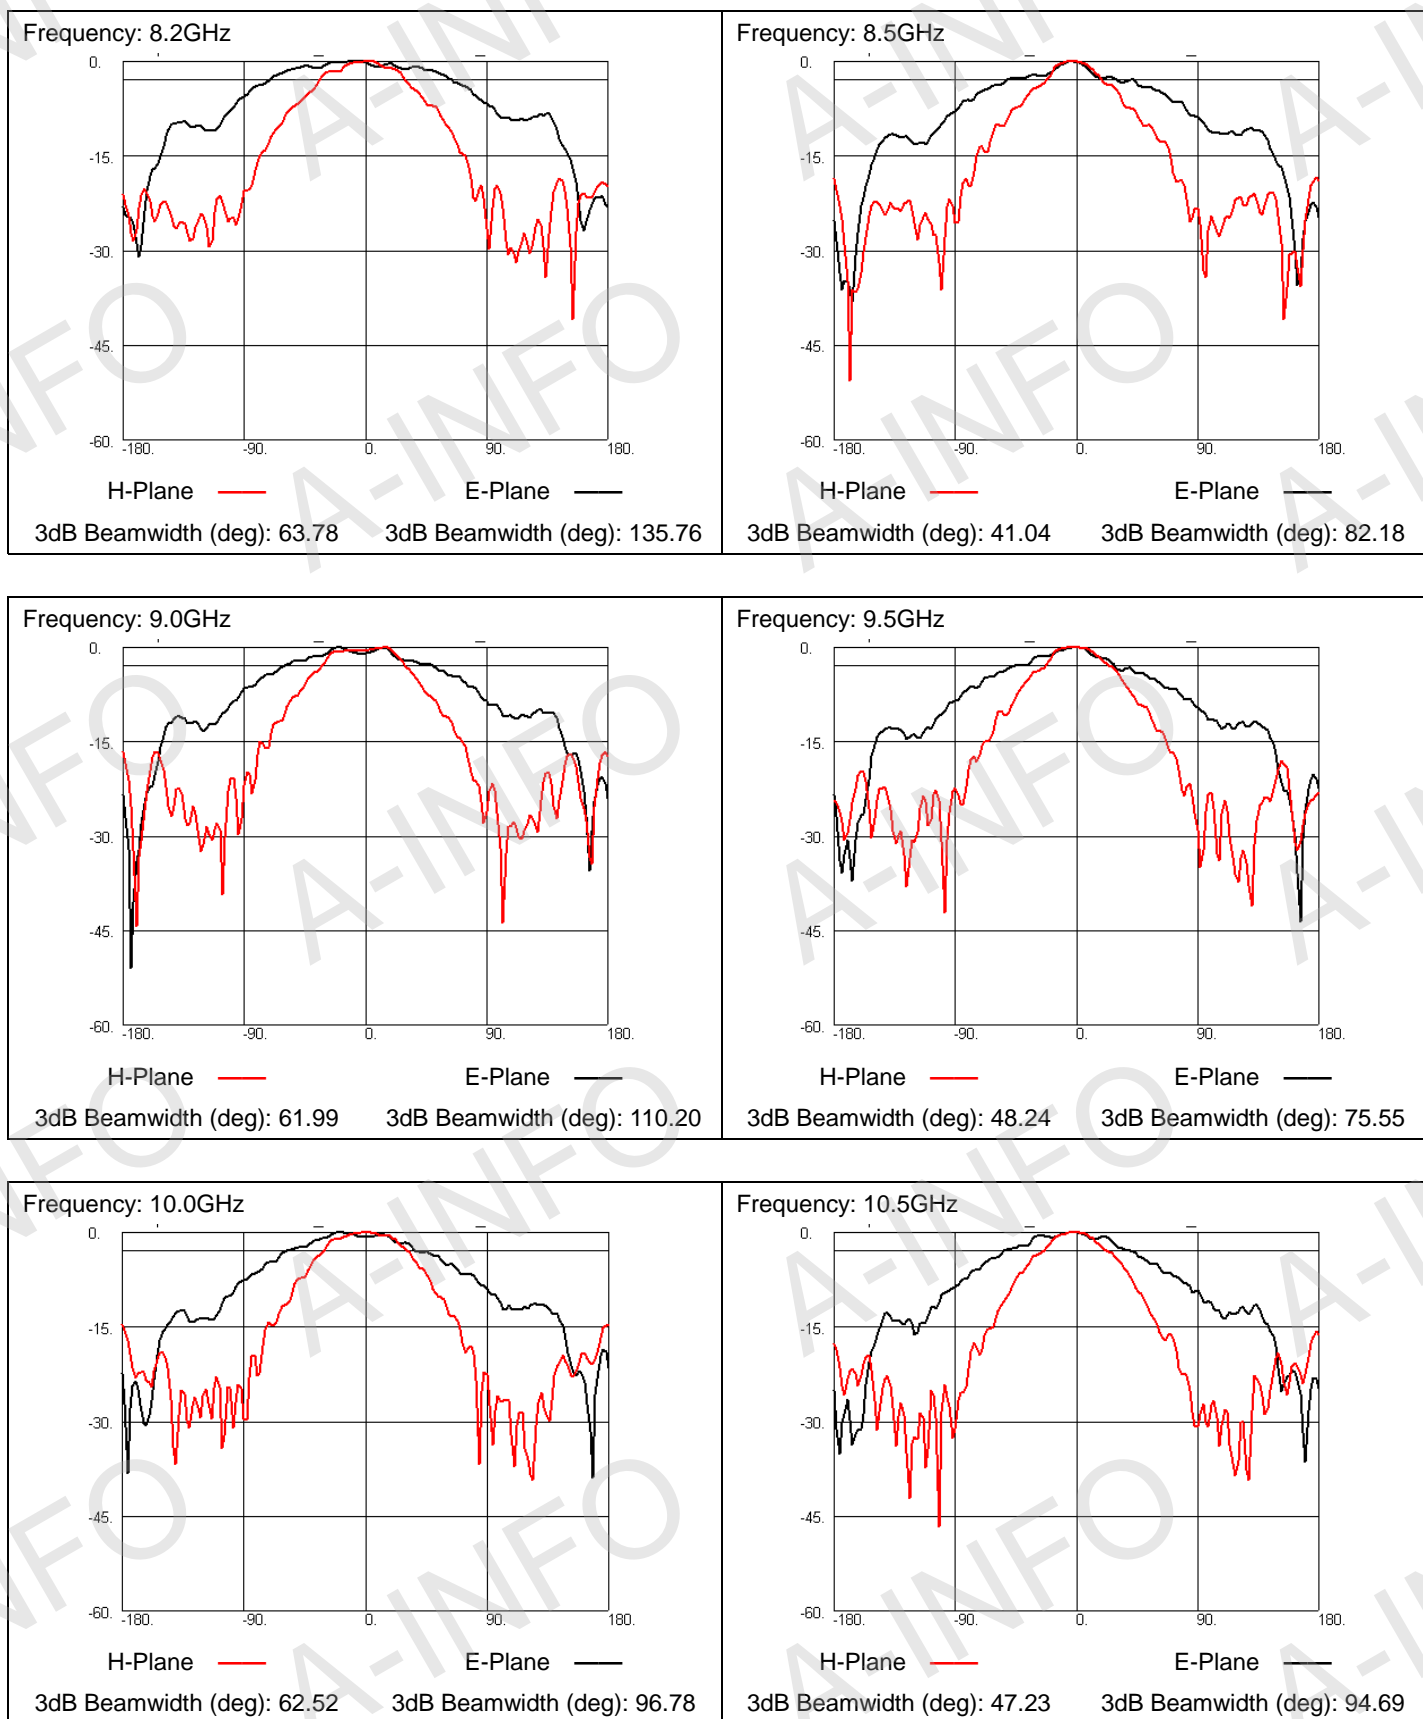 Frequency: 8.2GHz
0.
-15.
-30.
-45.
-60.
-180. -90. 0. 90. 180.
H-Plane E-Plane
3dB Beamwidth (deg): 63.78 3dB Beamwidth (deg): 135.76
Frequency: 8.5GHz
0.
-15.
-30.
-45.
-60.
-180. -90. 0. 90. 180.
H-Plane E-Plane
3dB Beamwidth (deg): 41.04 3dB Beamwidth (deg): 82.18
Frequency: 9.0GHz
0.
-15.
-30.
-45.
-60.
-180. -90. 0. 90. 180.
H-Plane E-Plane
3dB Beamwidth (deg): 61.99 3dB Beamwidth (deg): 110.20
Frequency: 9.5GHz
0.
-15.
-30.
-45.
-60.
-180. -90. 0. 90. 180.
H-Plane E-Plane
3dB Beamwidth (deg): 48.24 3dB Beamwidth (deg): 75.55
Frequency: 10.0GHz
0.
-15.
-30.
-45.
-60.
-180. -90. 0. 90. 180.
H-Plane E-Plane
3dB Beamwidth (deg): 62.52 3dB Beamwidth (deg): 96.78
Frequency: 10.5GHz
0.
-15.
-30.
-45.
-60.
-180. -90. 0. 90. 180.
H-Plane E-Plane
3dB Beamwidth (deg): 47.23 3dB Beamwidth (deg): 94.69
A-INFO
A-INFO
A-INFO
A-INFO
A-INFO
A-INFO
A-INFO
A-INFO